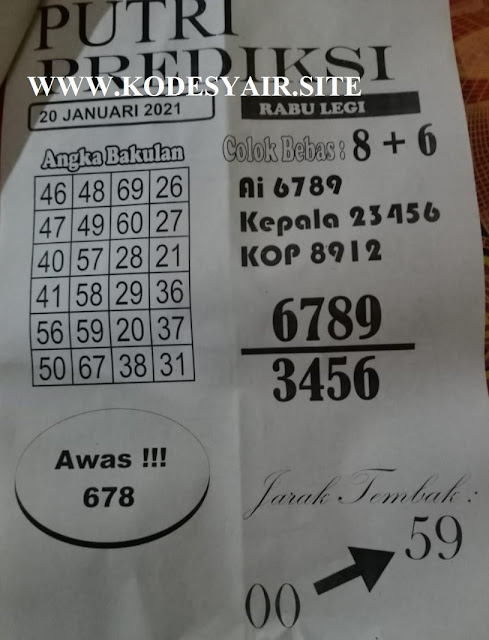 PUTRI
PREDIKSI
WWW.KODESYAIR.SITE
20 JANUARI 2021
RABU LEGI
Angka Bakulan
46 48 69 26
47 49 60 27
40 57 28 21
41 58 29 36
56 59 20 37
50 67 38 31
Colok Bebas : 8 + 6
Ai 6789
Kepala 23456
KOP 8912
6789
3456
Awas !!!
678
Jarak Tembak :
00
59